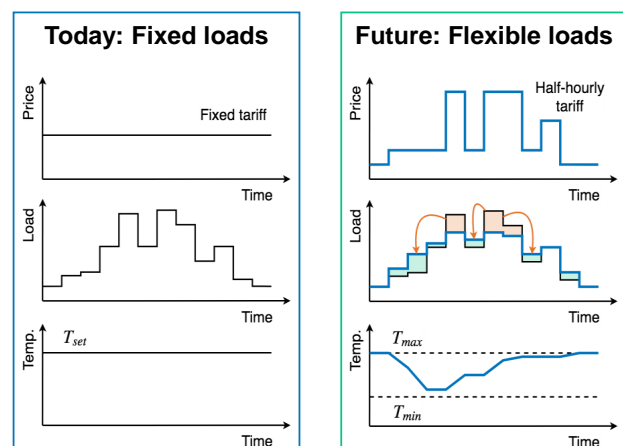 Today: Fixed loads
Price
Fixed tariff
Time
Load
Time
Temp.
T_set
Time
Future: Flexible loads
Price
Half-hourly
tariff
Time
Load
Time
Temp.
T_max
T_min
Time